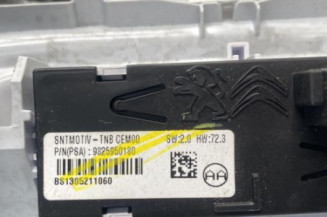 SNTMOTIV-TNB CEM00 SW:2.0 HW:72.3
P/N(PSA):9825950180
BS1305211060
AA